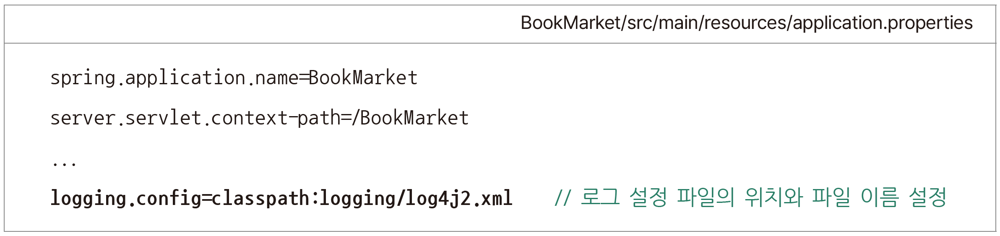 BookMarket/src/main/resources/application.properties
spring.application.name=BookMarket
server.servlet.context-path=/BookMarket
...
logging.config=classpath:logging/log4j2.xml // 로그 설정 파일의 위치와 파일 이름 설정